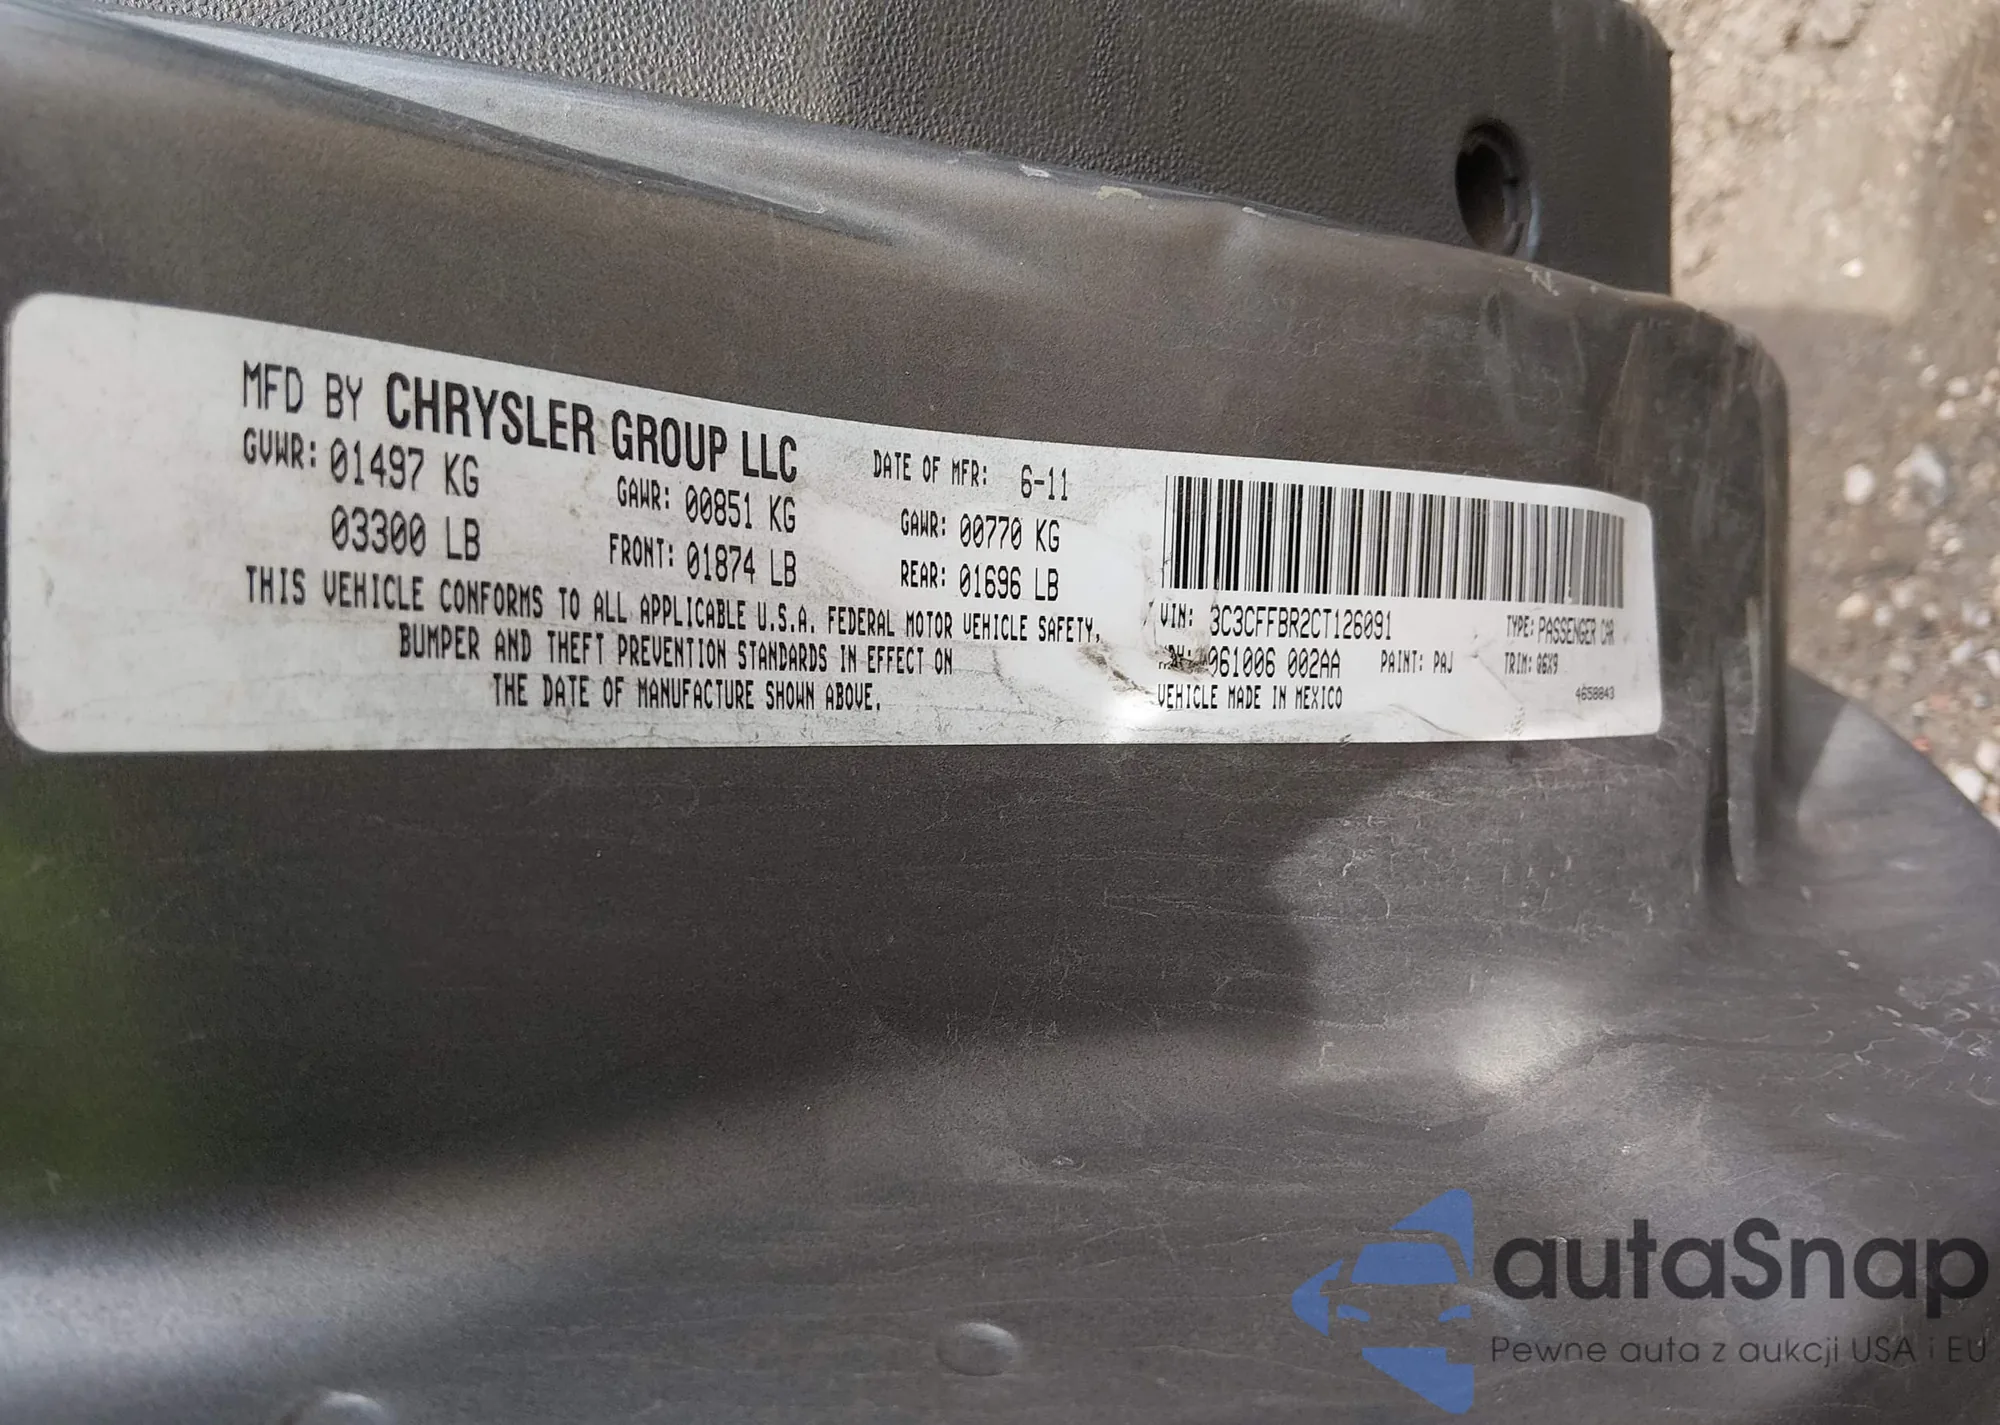 MFD BY CHRYSLER GROUP LLC
DATE OF MFR: 6-11
GVWR: 01497 KG
03300 LB
GAWR: 00851 KG
FRONT: 01874 LB
GAWR: 00770 KG
REAR: 01696 LB
THIS VEHICLE CONFORMS TO ALL APPLICABLE U.S.A. FEDERAL MOTOR VEHICLE SAFETY,
BUMPER AND THEFT PREVENTION STANDARDS IN EFFECT ON
THE DATE OF MANUFACTURE SHOWN ABOVE.
VIN: 3C3CFFBR2CT126091
TYPE: PASSENGER CAR
061006 002AA PAINT: PAJ
TRIM: Q6X9
VEHICLE MADE IN MEXICO
4658843
autaSnap
Pewne auta z aukcji USA i EU